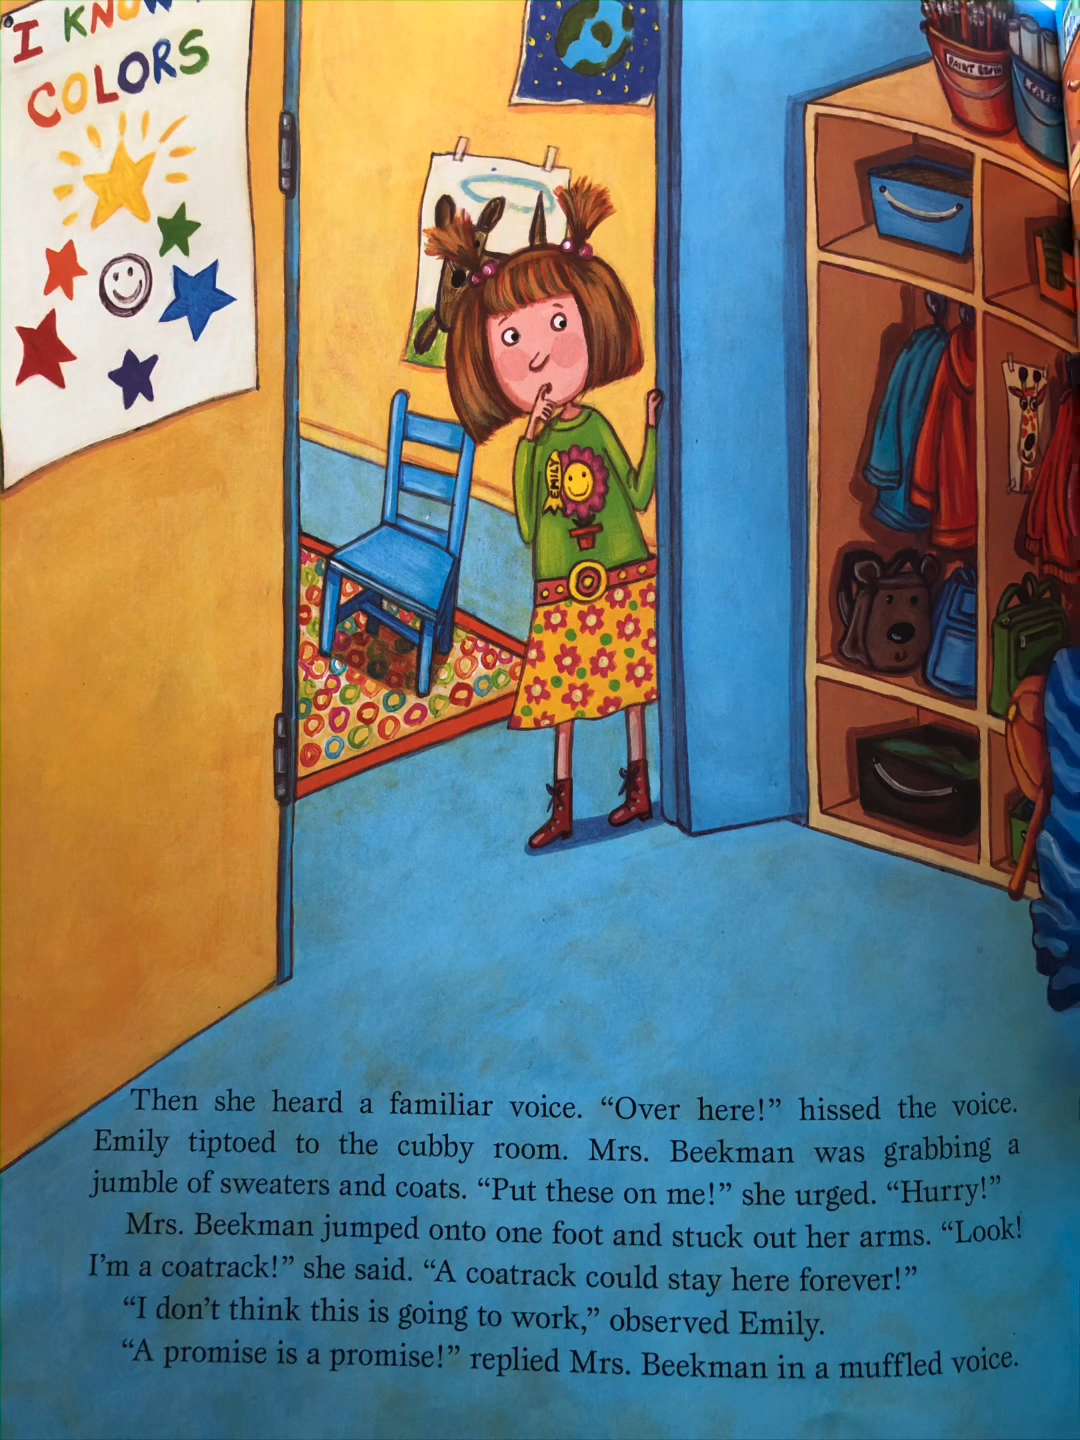 I KNOW
COLORS
PAINT BRUSH
EMILY
Then she heard a familiar voice. “Over here!” hissed the voice.
Emily tiptoed to the cubby room. Mrs. Beekman was grabbing a
jumble of sweaters and coats. “Put these on me!” she urged. “Hurry!”
Mrs. Beekman jumped onto one foot and stuck out her arms. “Look!
I’m a coatrack!” she said. “A coatrack could stay here forever!”
“I don’t think this is going to work,” observed Emily.
“A promise is a promise!” replied Mrs. Beekman in a muffled voice.